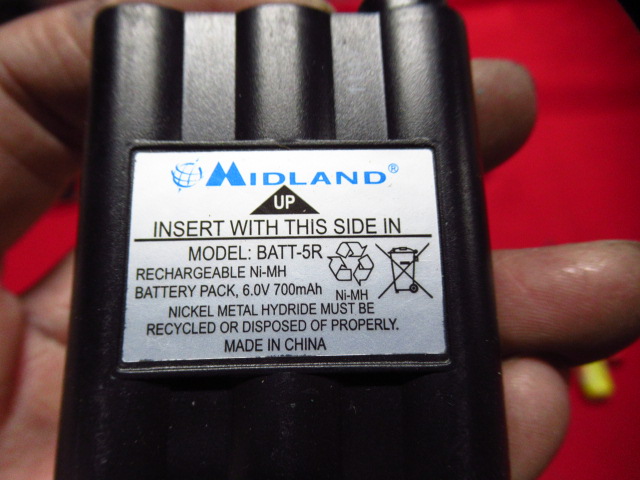 MIDLAND®
UP
INSERT WITH THIS SIDE IN
MODEL: BATT-5R
RECHARGEABLE Ni-MH
BATTERY PACK, 6.0V 700mAh
Ni-MH
NICKEL METAL HYDRIDE MUST BE
RECYCLED OR DISPOSED OF PROPERLY.
MADE IN CHINA